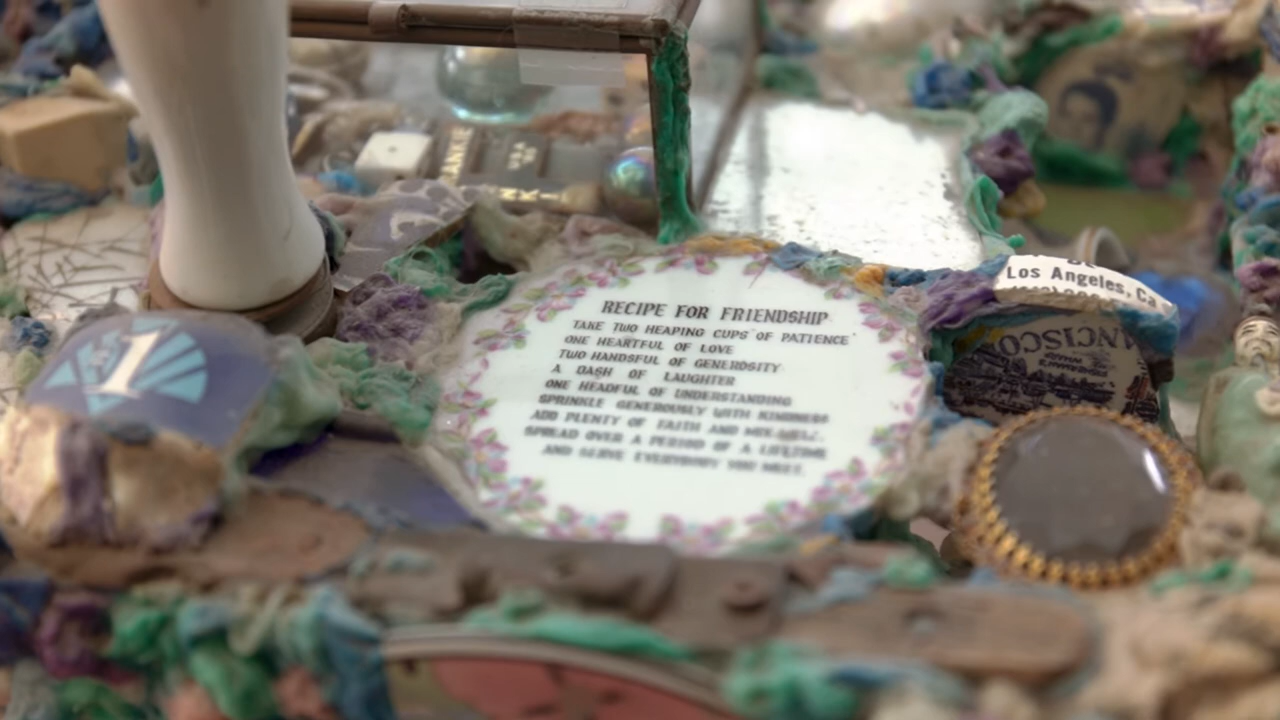 1
Los Angeles, Ca
RECIPE FOR FRIENDSHIP
TAKE TWO HEAPING CUPS OF PATIENCE
ONE HEARTFUL OF LOVE
TWO HANDSFUL OF GENEROSITY
A DASH OF LAUGHTER
ONE HEADFUL OF UNDERSTANDING
SPRINKLE GENEROUSLY WITH KINDNESS
ADD PLENTY OF FAITH AND MIX WELL.
SPREAD OVER A PERIOD OF A LIFETIME
AND SERVE EVERYBODY YOU MEET.
NCISCO